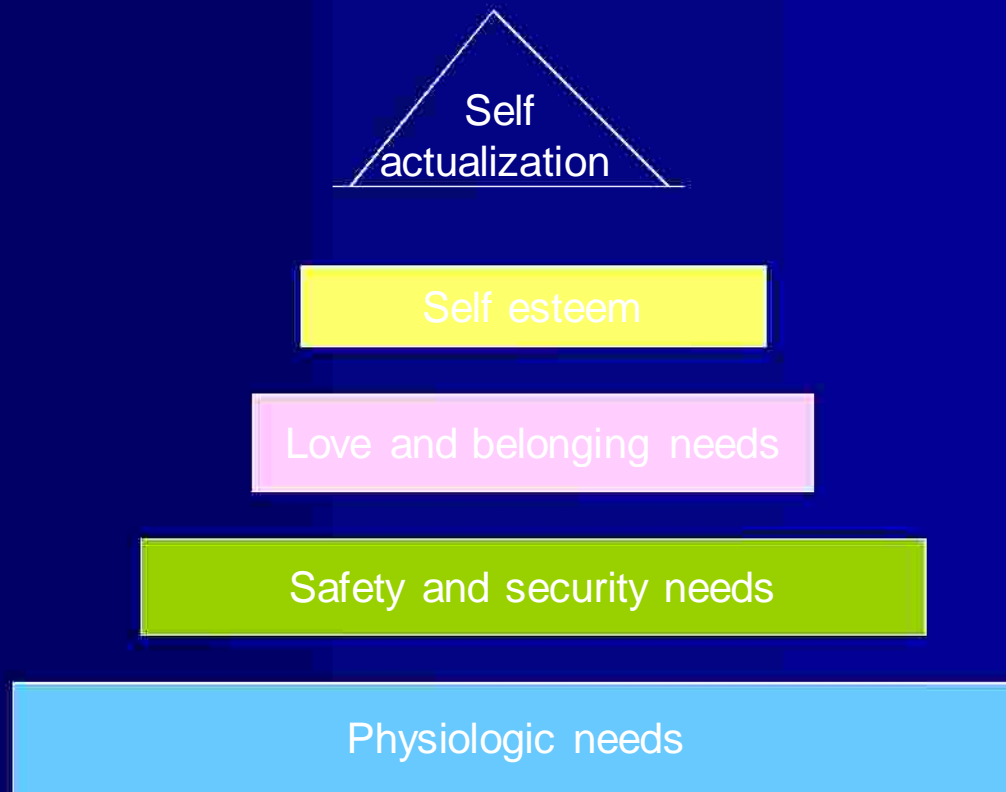 Self
actualization
Self esteem
Love and belonging needs
Safety and security needs
Physiologic needs